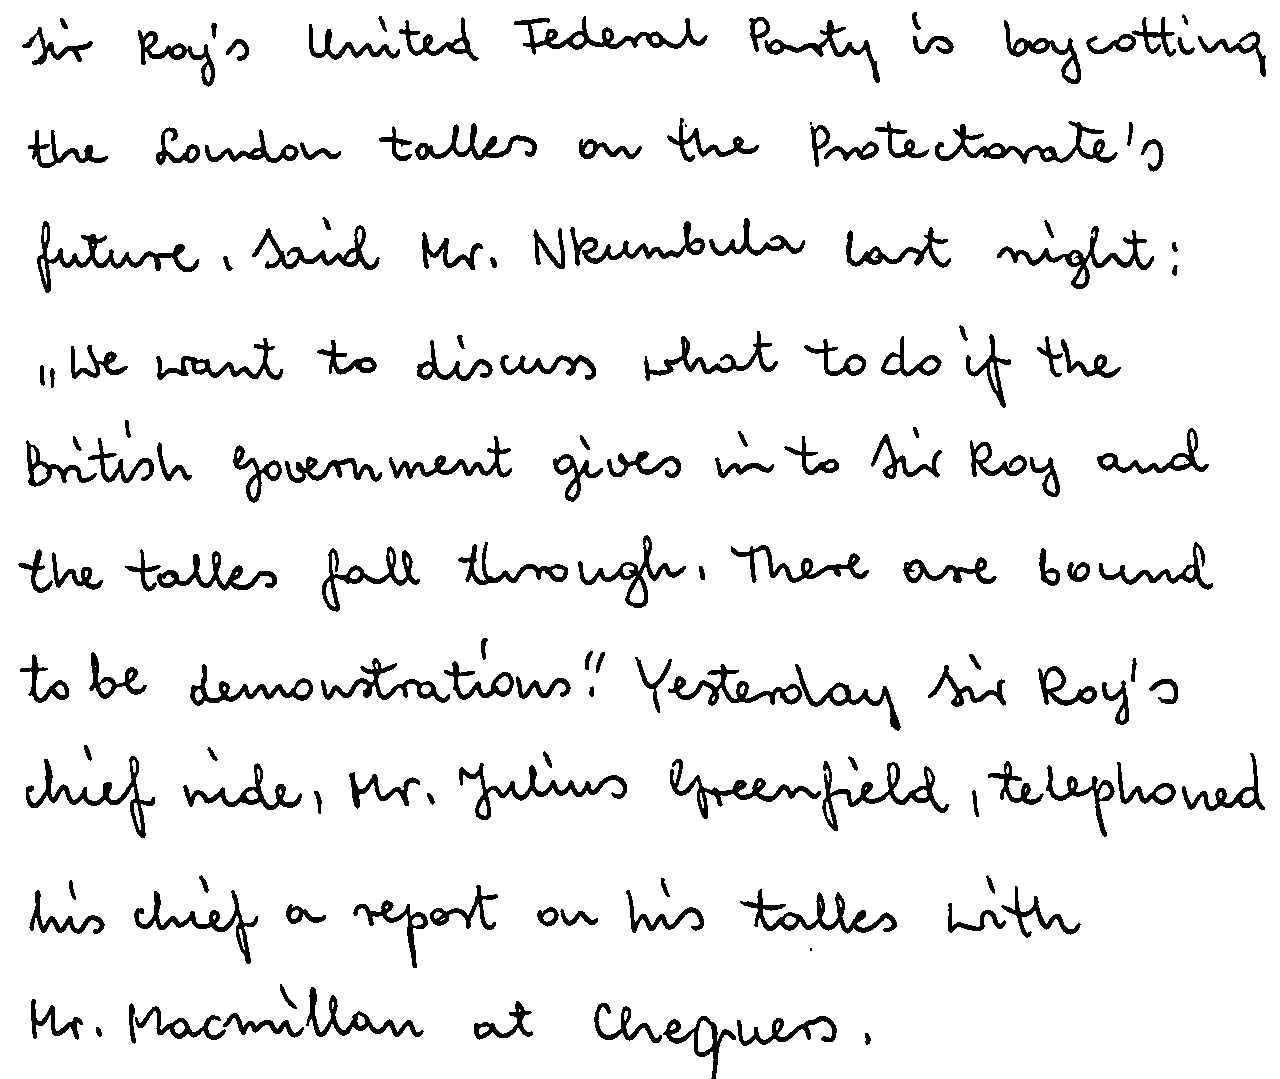 Sir Roy's United Federal Party is boycotting
the London talks on the Protectorate's
future. Said Mr. Nkumbula last night:
„We want to discuss what to do if the
British Government gives in to Sir Roy and
the talks fall through. There are bound
to be demonstrations." Yesterday Sir Roy's
chief aide, Mr. Julius Greenfield, telephoned
his chief a report on his talks with
Mr. Macmillan at Chequers.